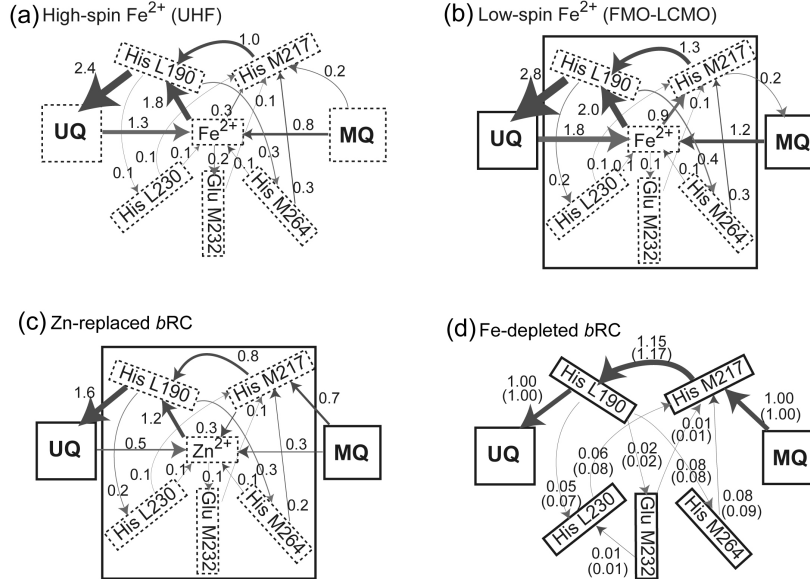 (a) High-spin Fe2+ (UHF)
His L190
1.0
His M217
2.4
1.8
0.3
0.1
0.2
UQ
1.3
Fe2+
0.8
MQ
0.1
0.1
0.1
0.2
0.1
0.3
0.3
His L230
Glu M232
His M264
(b) Low-spin Fe2+ (FMO-LCMO)
His L190
1.3
His M217
2.8
2.0
0.9
0.1
0.2
UQ
1.8
Fe2+
1.2
MQ
0.2
0.1
0.1
0.1
0.1
0.4
0.3
His L230
Glu M232
His M264
(c) Zn-replaced bRC
His L190
0.8
His M217
1.6
1.2
0.3
0.1
0.7
UQ
0.5
Zn2+
0.3
MQ
0.2
0.1
0.1
0.1
0.1
0.3
0.2
His L230
Glu M232
His M264
(d) Fe-depleted bRC
1.15
(1.17)
His L190
His M217
1.00
(1.00)
1.00
(1.00)
0.01
(0.01)
UQ
0.06
(0.08)
0.02
(0.02)
MQ
0.05
(0.07)
0.08
(0.08)
0.08
(0.09)
His L230
Glu M232
His M264
0.01
(0.01)